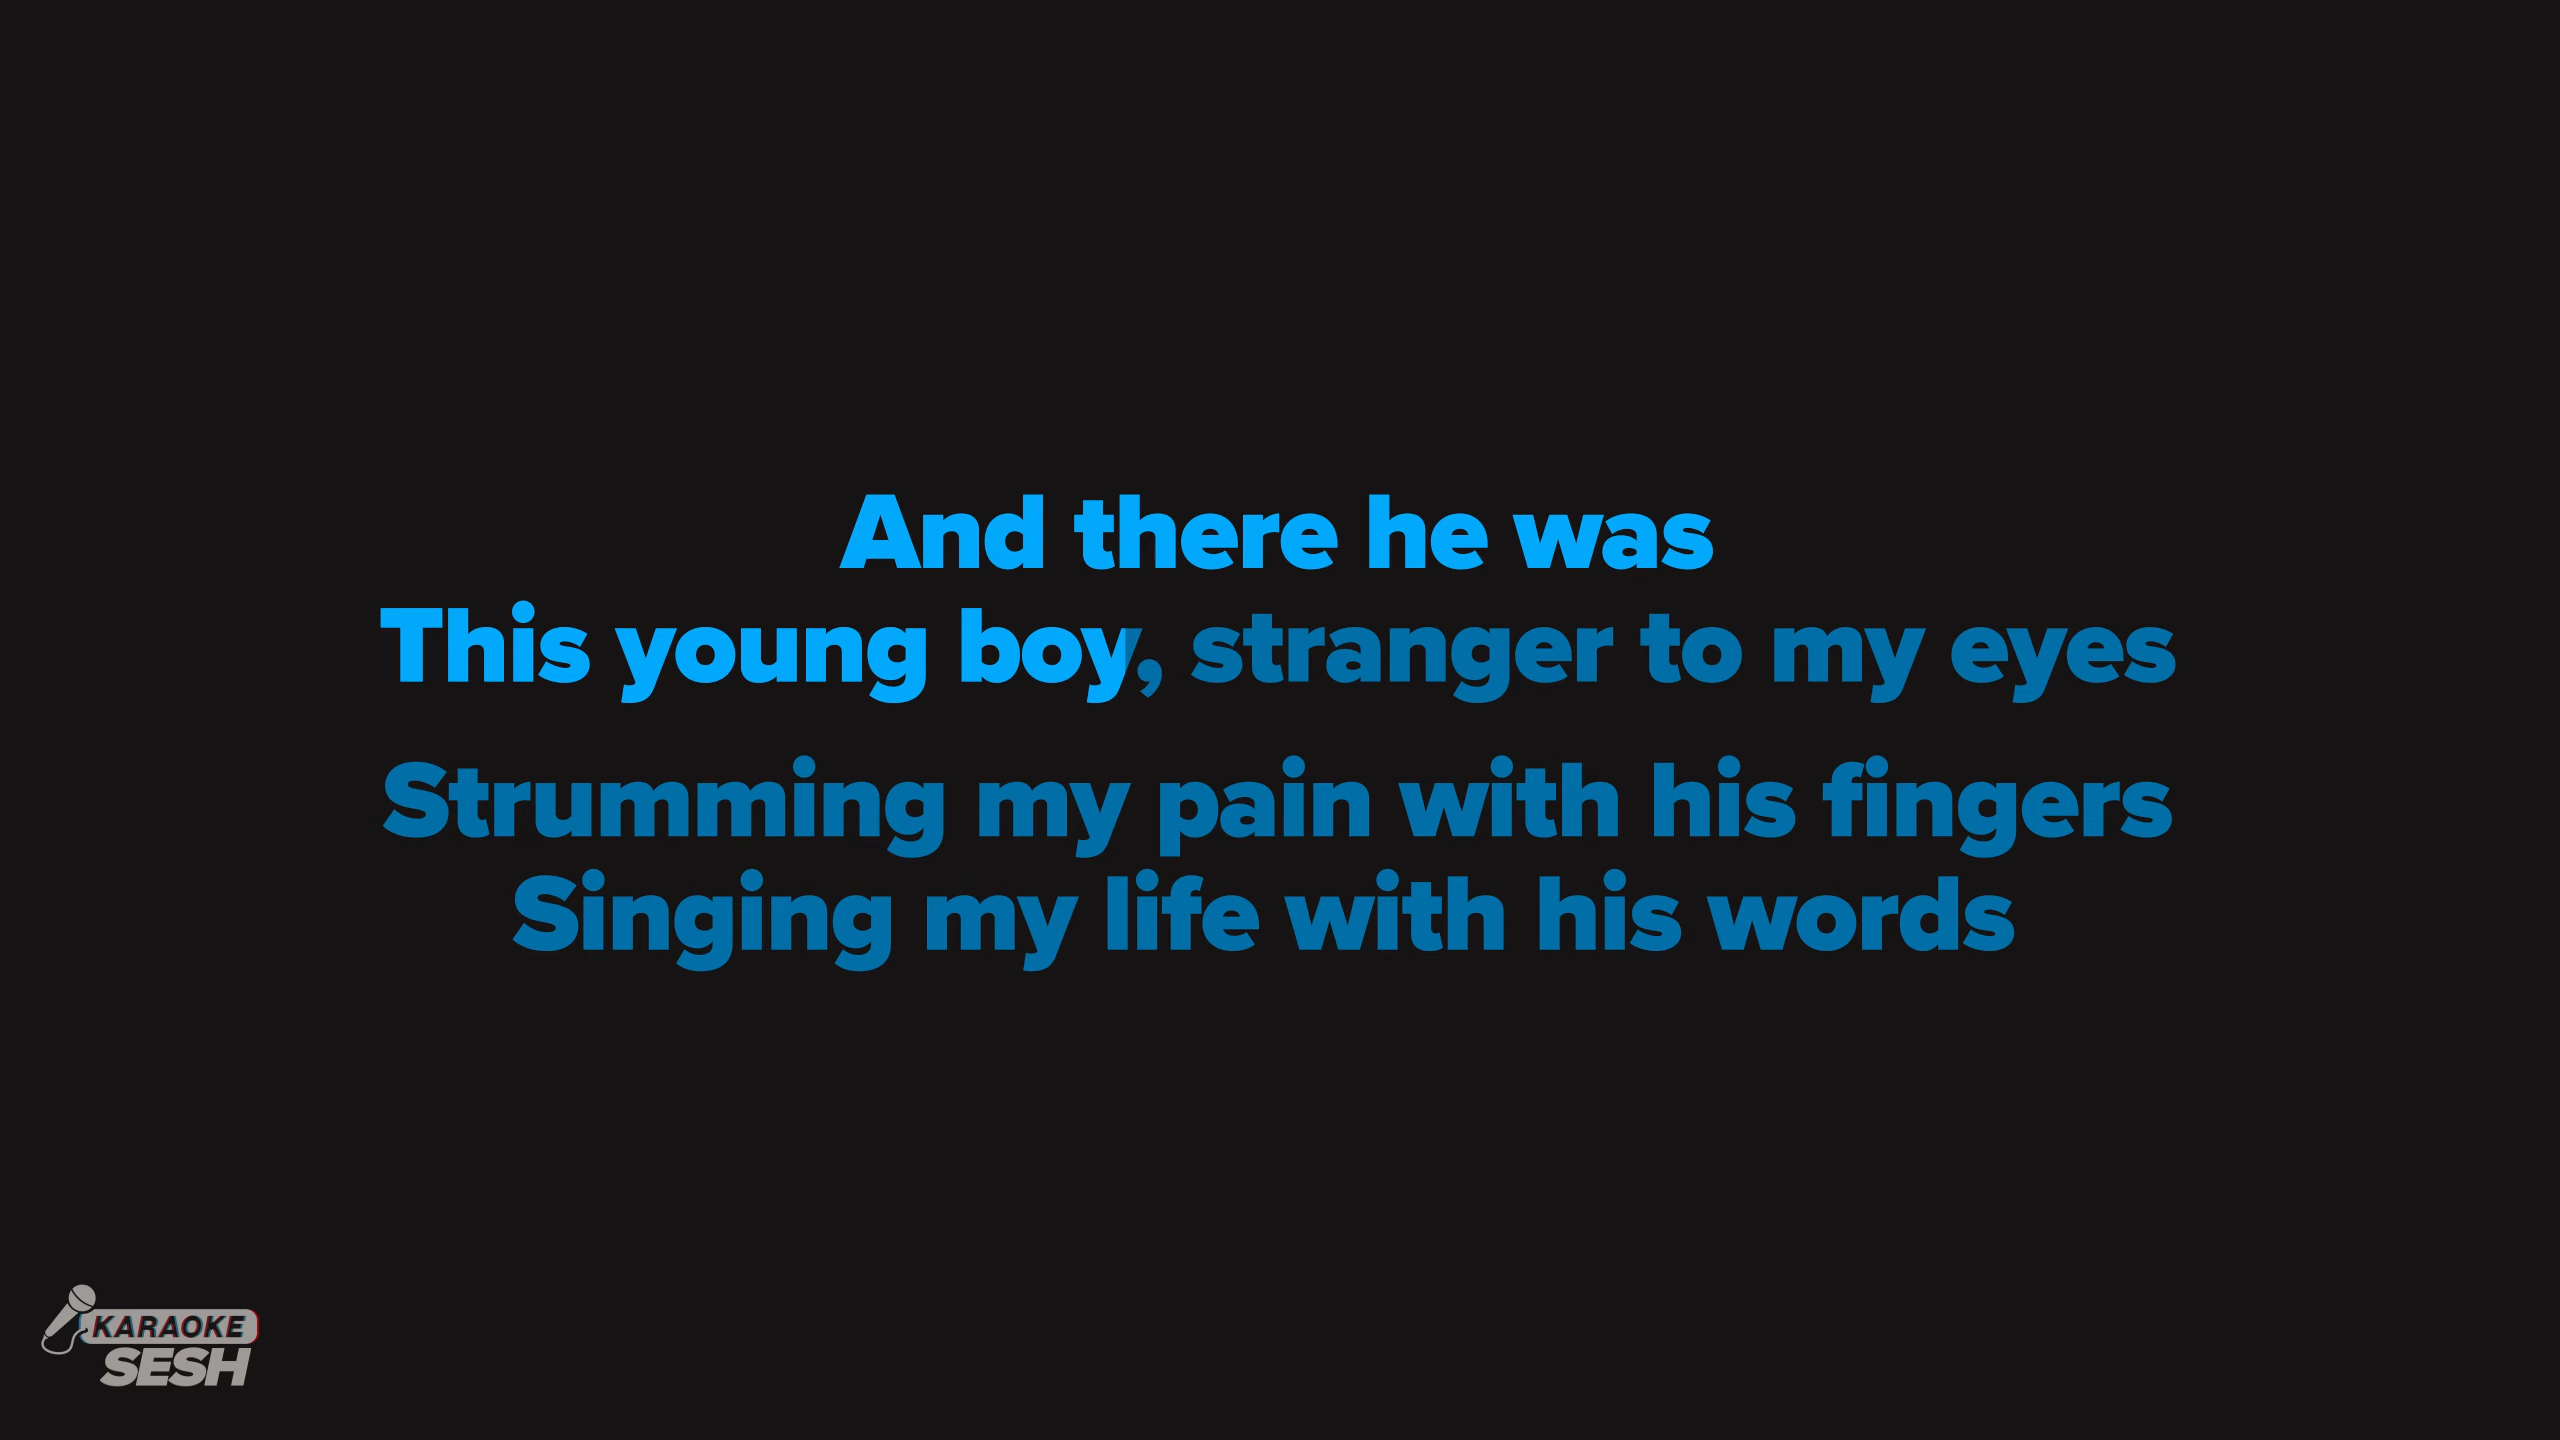 And there he was
This young boy, stranger to my eyes
Strumming my pain with his fingers
Singing my life with his words
KARAOKE
SESH